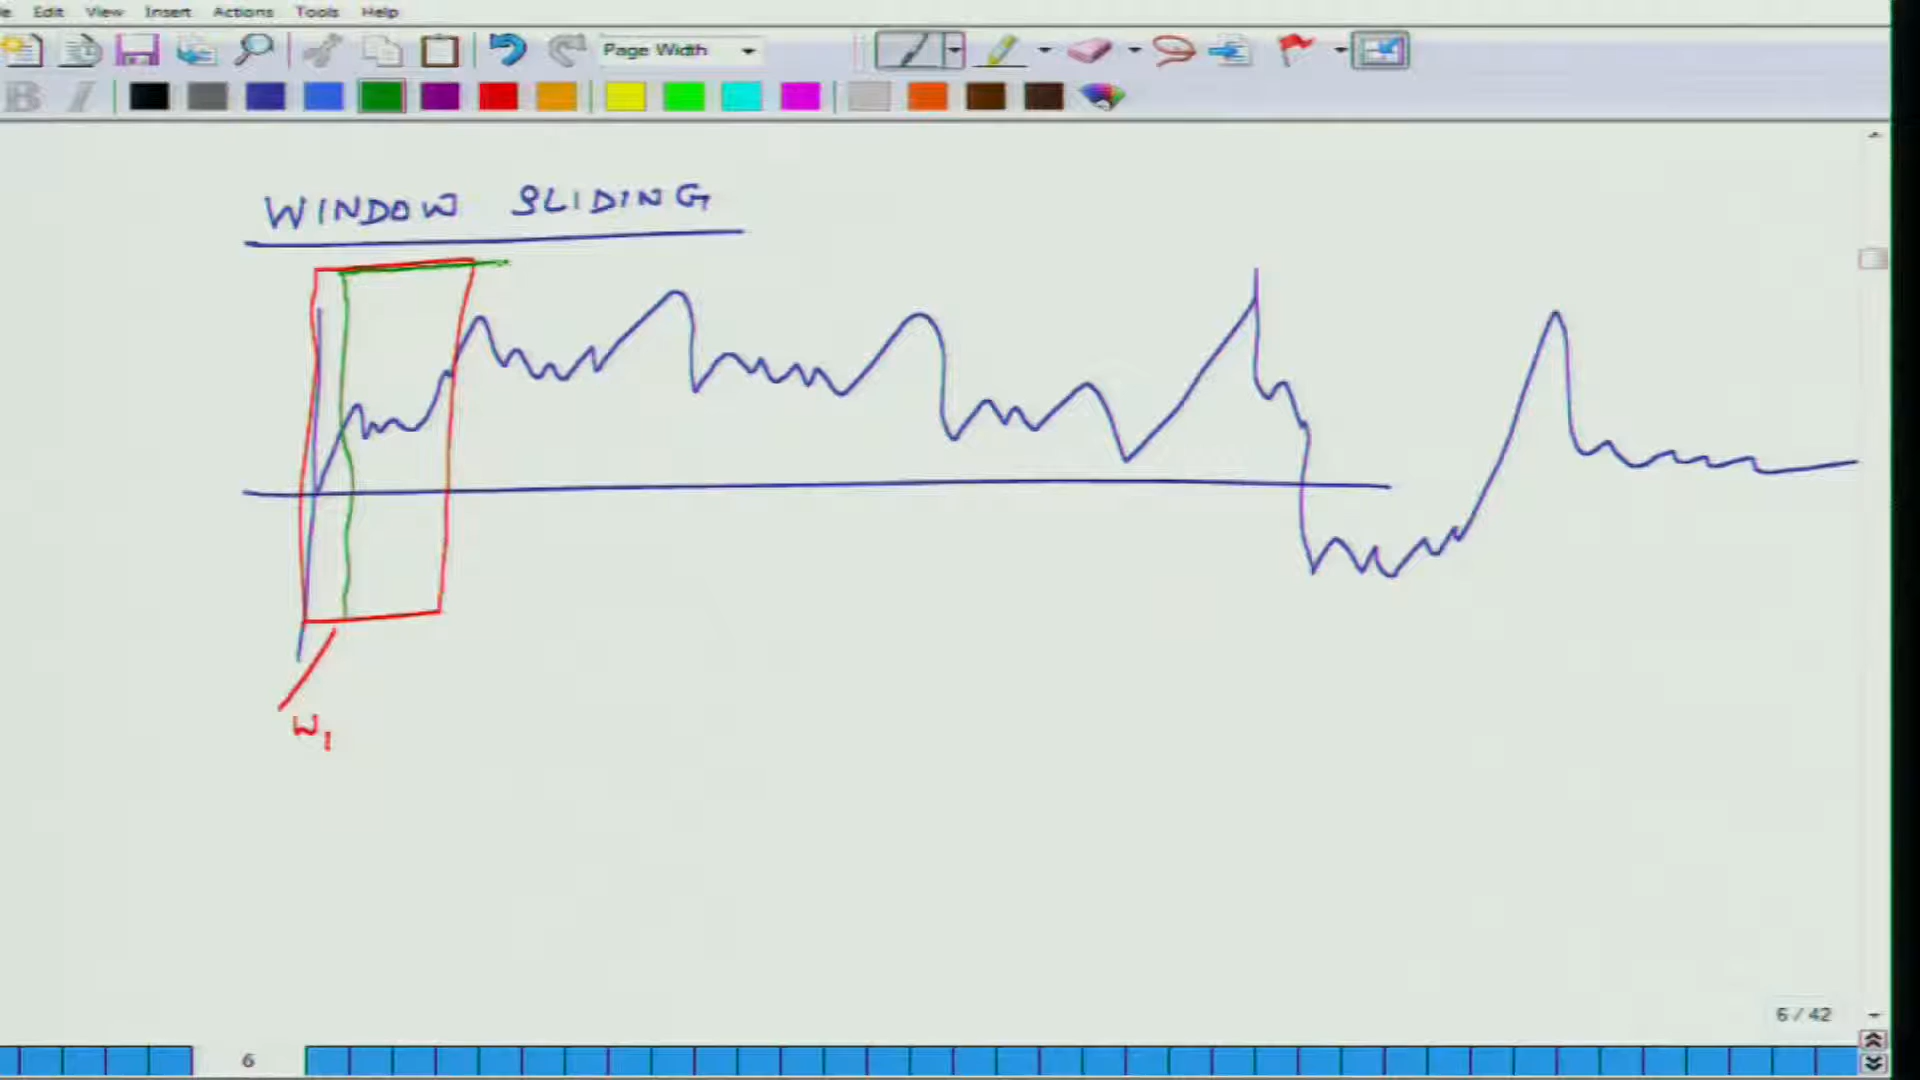 Edit View Insert Actions Tools Help
Page Width
B I
WINDOW SLIDING
W1
6 / 42
6